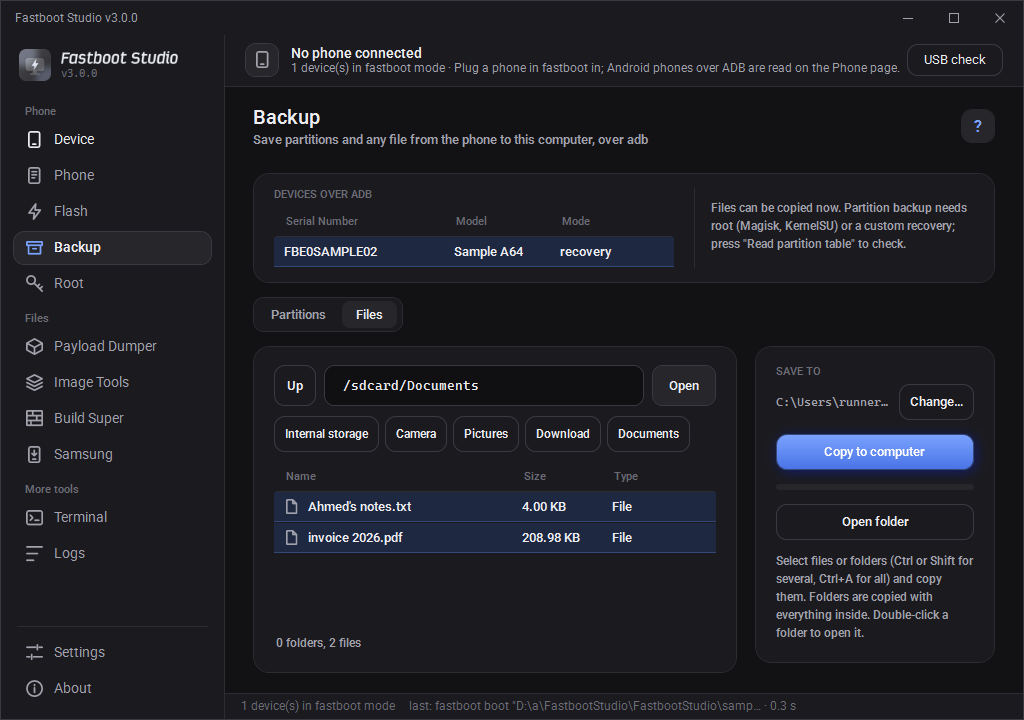 Fastboot Studio v3.0.0
Fastboot Studio
v3.0.0
No phone connected
1 device(s) in fastboot mode · Plug a phone in fastboot in; Android phones over ADB are read on the Phone page.
USB check
Phone
Device
Phone
Flash
Backup
Root
Files
Payload Dumper
Image Tools
Build Super
Samsung
More tools
Terminal
Logs
Settings
About
Backup
Save partitions and any file from the phone to this computer, over adb
?
DEVICES OVER ADB
Serial Number Model Mode
FBE0SAMPLE02 Sample A64 recovery
Files can be copied now. Partition backup needs
root (Magisk, KernelSU) or a custom recovery;
press "Read partition table" to check.
Partitions Files
Up /sdcard/Documents Open
Internal storage Camera Pictures Download Documents
Name Size Type
Ahmed's notes.txt 4.00 KB File
invoice 2026.pdf 208.98 KB File
0 folders, 2 files
SAVE TO
C:\Users\runner… Change...
Copy to computer
Open folder
Select files or folders (Ctrl or Shift for
several, Ctrl+A for all) and copy
them. Folders are copied with
everything inside. Double-click a
folder to open it.
1 device(s) in fastboot mode last: fastboot boot "D:\a\FastbootStudio\FastbootStudio\samp… · 0.3 s